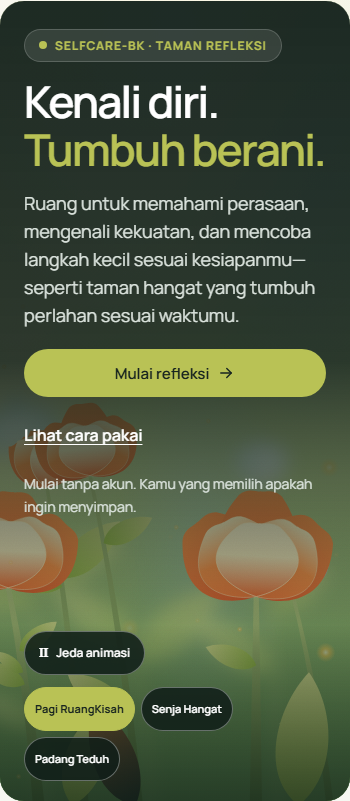 SELFCARE-BK · TAMAN REFLEKSI
Kenali diri.
Tumbuh berani.
Ruang untuk memahami perasaan,
mengenali kekuatan, dan mencoba
langkah kecil sesuai kesiapanmu—
seperti taman hangat yang tumbuh
perlahan sesuai waktumu.
Mulai refleksi →
Lihat cara pakai
Mulai tanpa akun. Kamu yang memilih apakah
ingin menyimpan.
Jeda animasi
Pagi RuangKisah
Senja Hangat
Padang Teduh